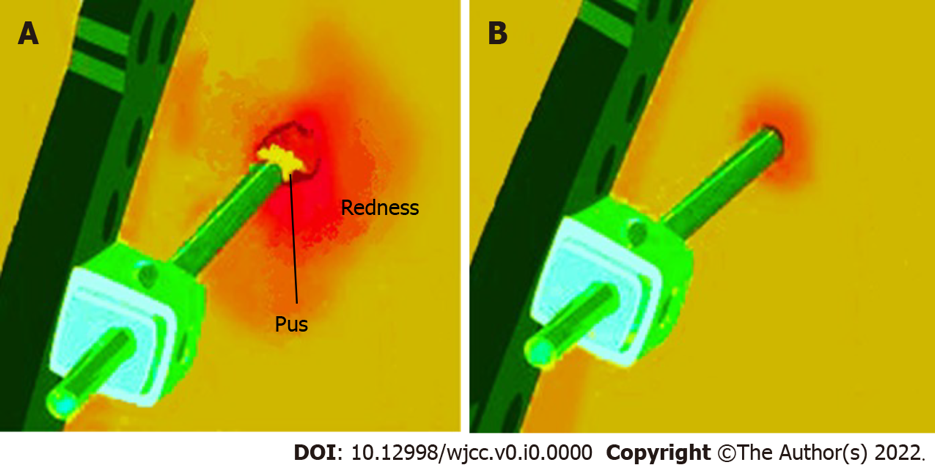 A
B
Redness
Pus
DOI: 10.12998/wjcc.v0.i0.0000 Copyright ©The Author(s) 2022.